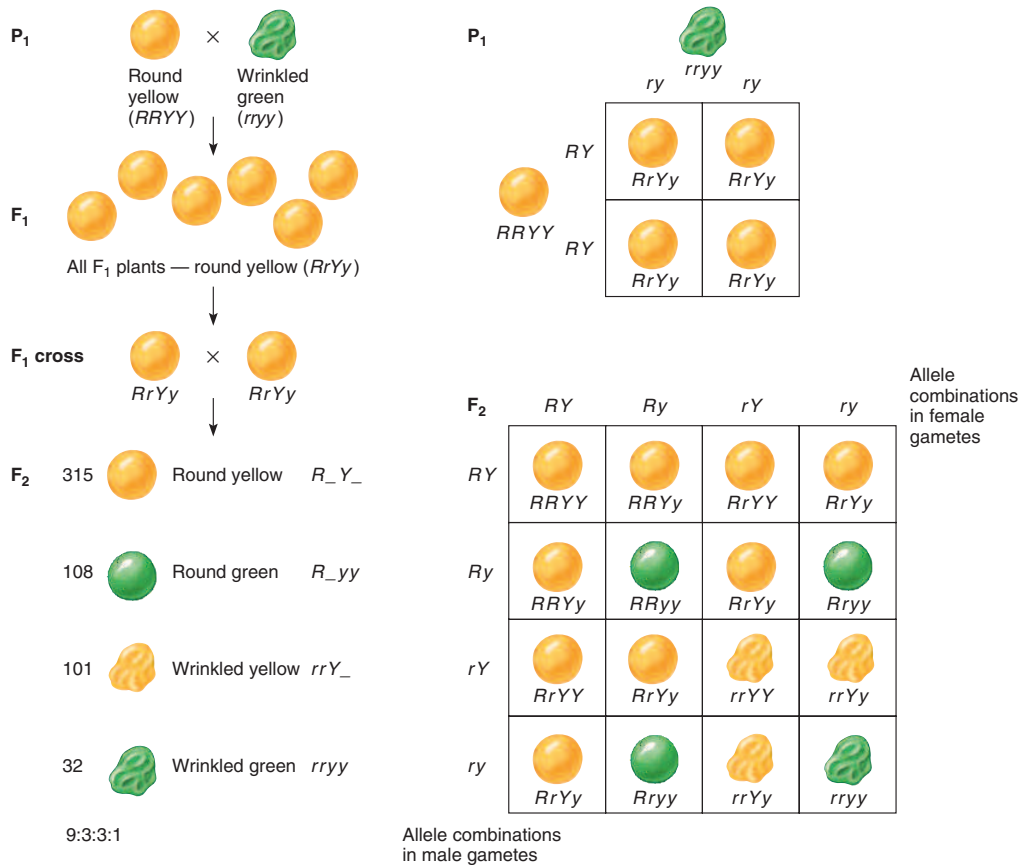 P1
×
Round
yellow
(RRYY)
Wrinkled
green
(rryy)
F1
All F1 plants — round yellow (RrYy)
F1 cross
×
RrYy
RrYy
F2
315 Round yellow R_Y_
108 Round green R_yy
101 Wrinkled yellow rrY_
32 Wrinkled green rryy
9:3:3:1
P1
rryy
ry ry
RRYY
RY
RrYy RrYy
RY
RrYy RrYy
Allele
combinations
in female
gametes
F2 RY Ry rY ry
RY
RRYY RRYy RrYY RrYy
Ry
RRYy RRyy RrYy Rryy
rY
RrYY RrYy rrYY rrYy
ry
RrYy Rryy rrYy rryy
Allele combinations
in male gametes